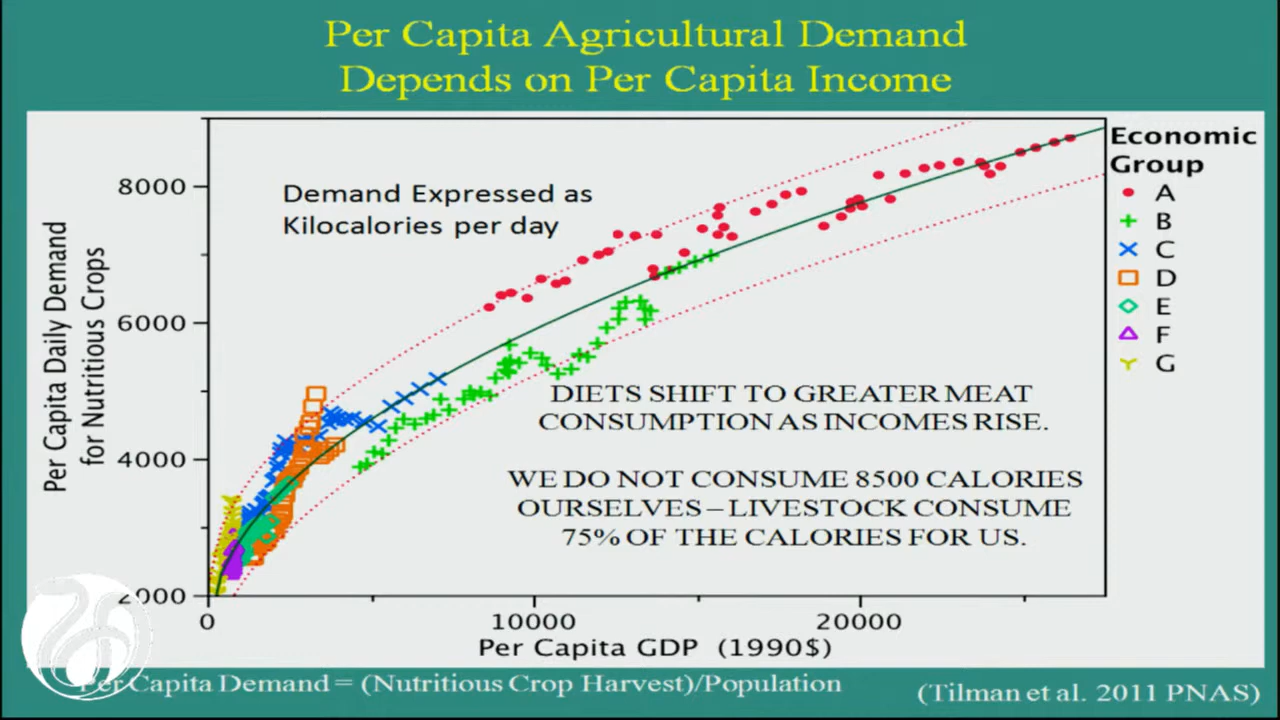 Per Capita Agricultural Demand
Depends on Per Capita Income
Demand Expressed as
Kilocalories per day
Economic
Group
A
B
C
D
E
F
G
Per Capita Daily Demand
for Nutritious Crops
8000
6000
4000
2000
DIETS SHIFT TO GREATER MEAT
CONSUMPTION AS INCOMES RISE.
WE DO NOT CONSUME 8500 CALORIES
OURSELVES – LIVESTOCK CONSUME
75% OF THE CALORIES FOR US.
0 10000 20000
Per Capita GDP (1990$)
Per Capita Demand = (Nutritious Crop Harvest)/Population
(Tilman et al. 2011 PNAS)